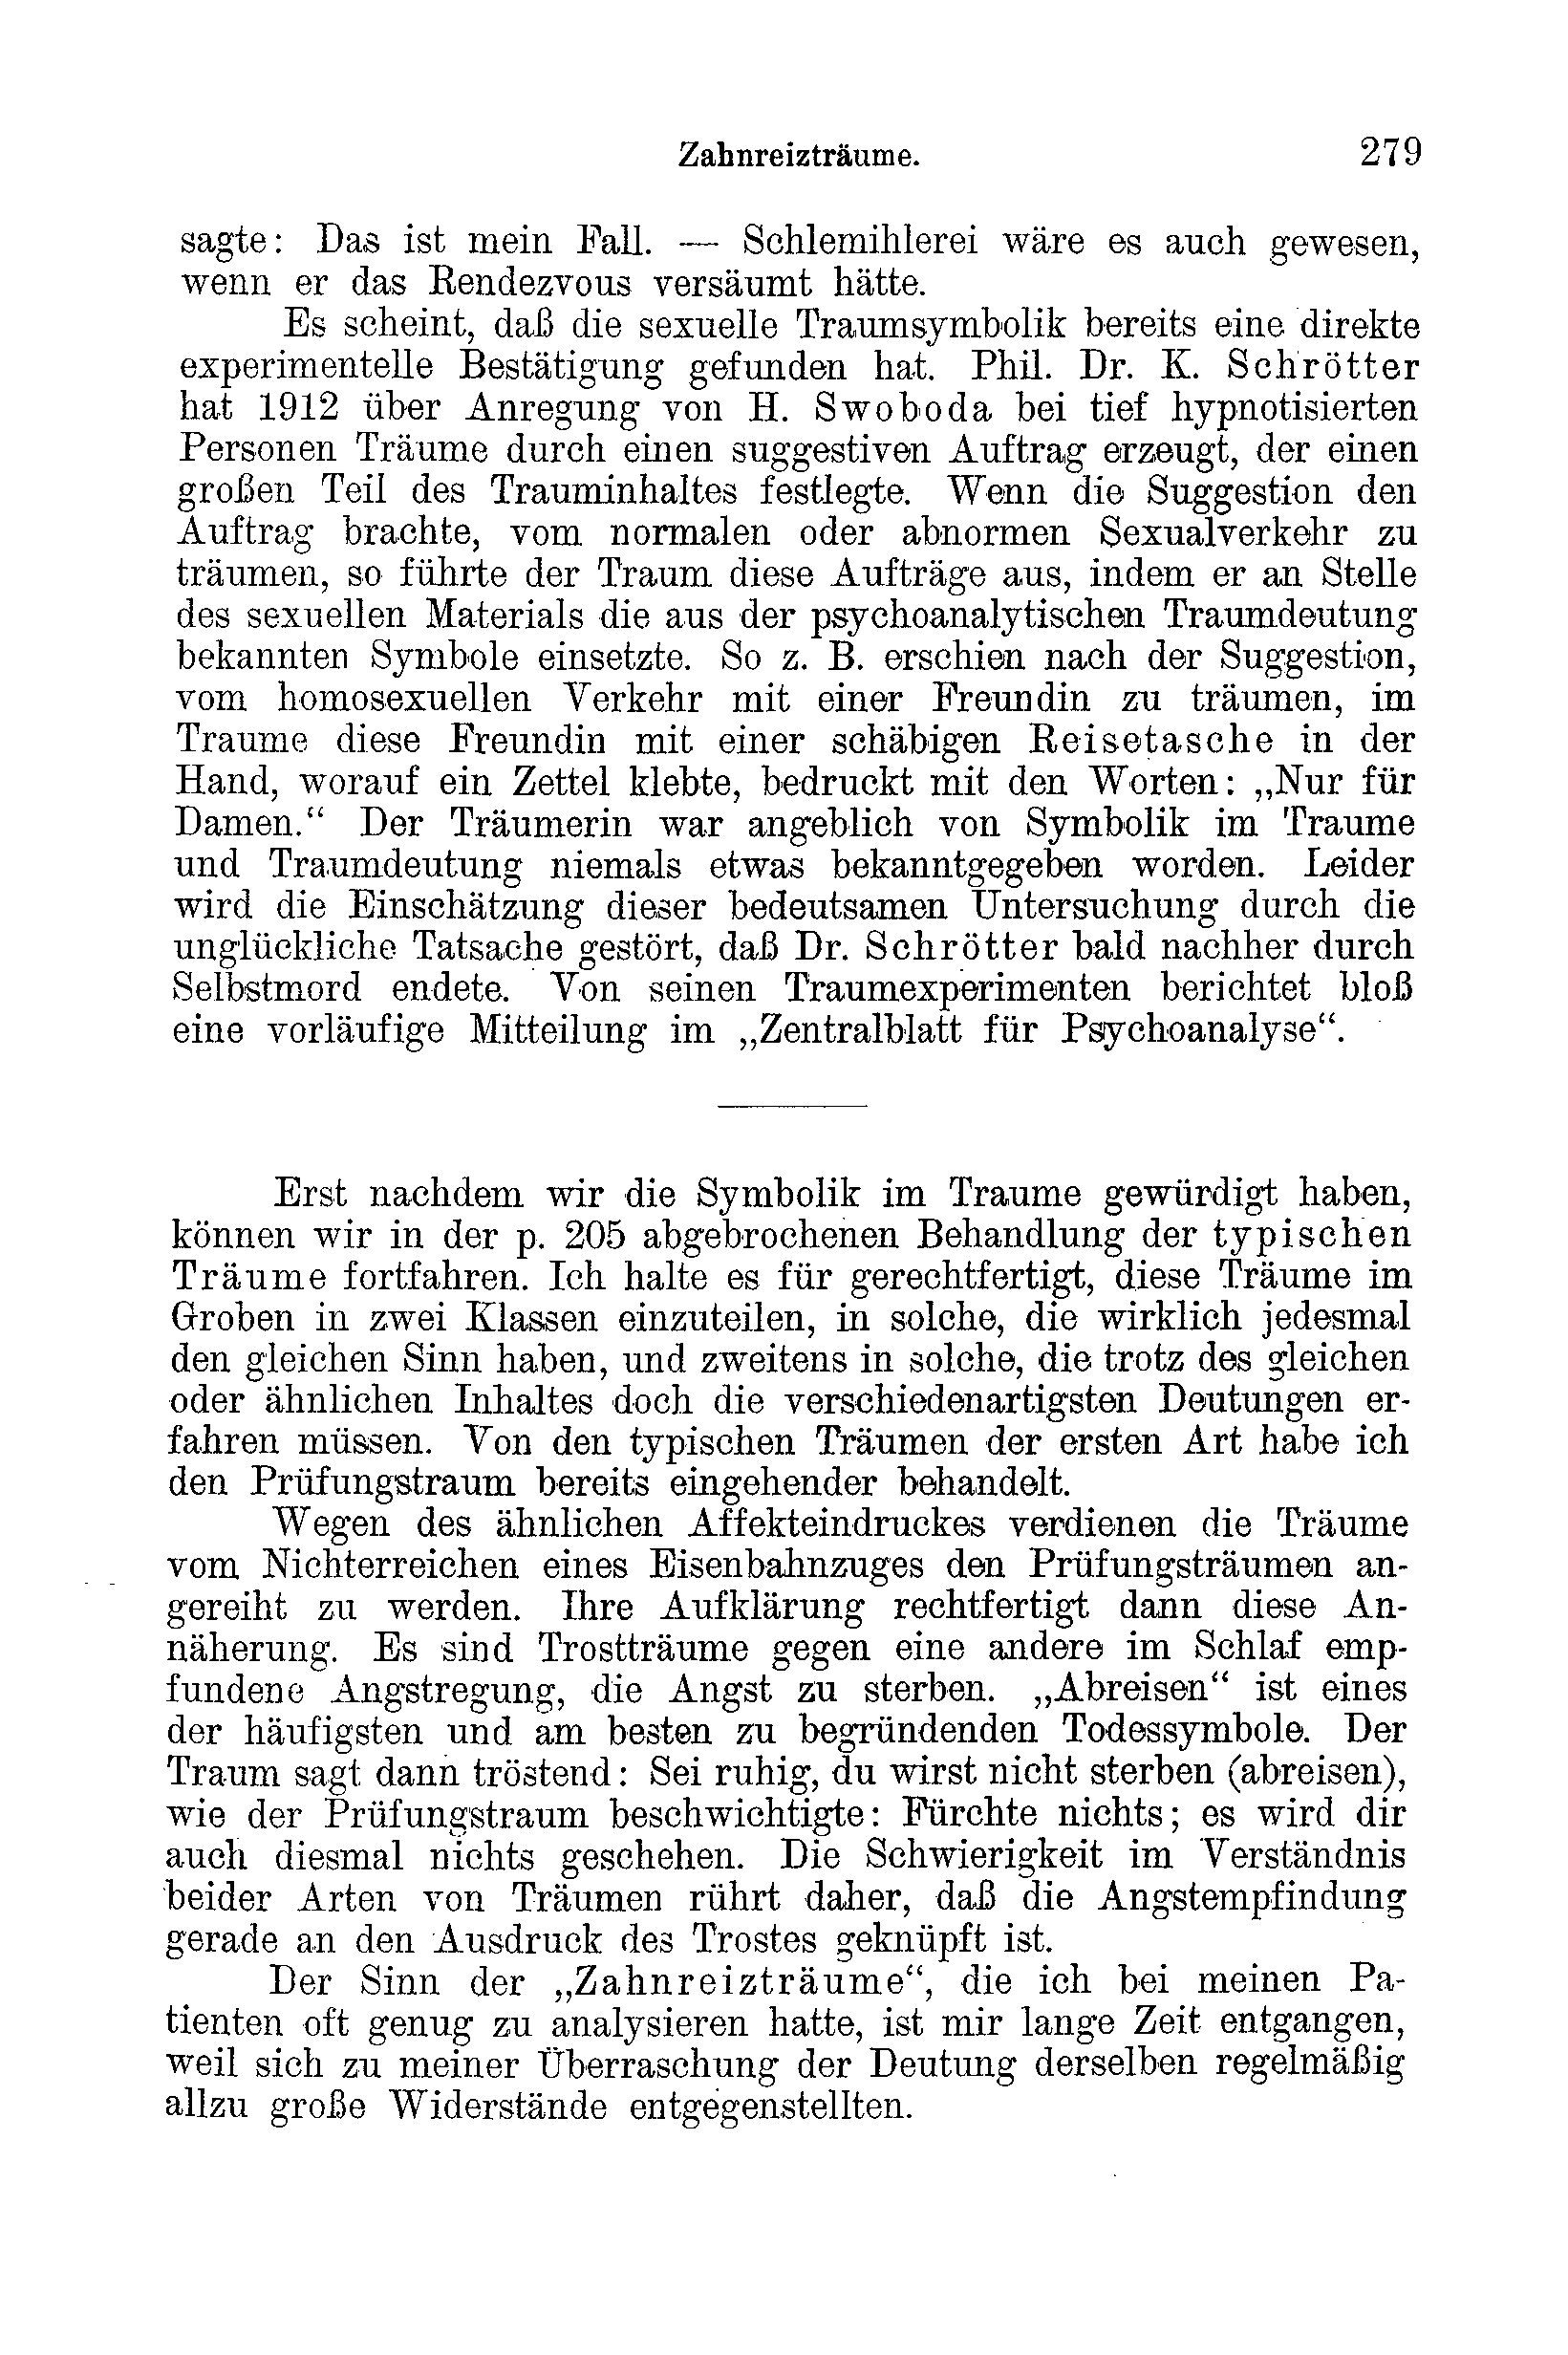 Zahnreizträume. 279
sagte: Das ist mein Fall. — Schlemihlerei wäre es auch gewesen,
wenn er das Rendezvous versäumt hätte.
Es scheint, daß die sexuelle Traumsymbolik bereits eine direkte
experimentelle Bestätigung gefunden hat. Phil. Dr. K. Schrötter
hat 1912 über Anregung von H. Swoboda bei tief hypnotisierten
Personen Träume durch einen suggestiven Auftrag erzeugt, der einen
großen Teil des Trauminhaltes festlegte. Wenn die Suggestion den
Auftrag brachte, vom normalen oder abnormen Sexualverkehr zu
träumen, so führte der Traum diese Aufträge aus, indem er an Stelle
des sexuellen Materials die aus der psychoanalytischen Traumdeutung
bekannten Symbole einsetzte. So z. B. erschien nach der Suggestion,
vom homosexuellen Verkehr mit einer Freundin zu träumen, im
Traume diese Freundin mit einer schäbigen Reisetasche in der
Hand, worauf ein Zettel klebte, bedruckt mit den Worten: „Nur für
Damen.“ Der Träumerin war angeblich von Symbolik im Traume
und Traumdeutung niemals etwas bekanntgegeben worden. Leider
wird die Einschätzung dieser bedeutsamen Untersuchung durch die
unglückliche Tatsache gestört, daß Dr. Schrötter bald nachher durch
Selbstmord endete. Von seinen Traumexperimenten berichtet bloß
eine vorläufige Mitteilung im „Zentralblatt für Psychoanalyse“.
Erst nachdem wir die Symbolik im Traume gewürdigt haben,
können wir in der p. 205 abgebrochenen Behandlung der typischen
Träume fortfahren. Ich halte es für gerechtfertigt, diese Träume im
Groben in zwei Klassen einzuteilen, in solche, die wirklich jedesmal
den gleichen Sinn haben, und zweitens in solche, die trotz des gleichen
oder ähnlichen Inhaltes doch die verschiedenartigsten Deutungen er-
fahren müssen. Von den typischen Träumen der ersten Art habe ich
den Prüfungstraum bereits eingehender behandelt.
Wegen des ähnlichen Affekteindruckes verdienen die Träume
vom Nichterreichen eines Eisenbahnzuges den Prüfungsträumen an-
gereiht zu werden. Ihre Aufklärung rechtfertigt dann diese An-
näherung. Es sind Trostträume gegen eine andere im Schlaf emp-
fundene Angstregung, die Angst zu sterben. „Abreisen“ ist eines
der häufigsten und am besten zu begründenden Todessymbole. Der
Traum sagt dann tröstend: Sei ruhig, du wirst nicht sterben (abreisen),
wie der Prüfungstraum beschwichtigte: Fürchte nichts; es wird dir
auch diesmal nichts geschehen. Die Schwierigkeit im Verständnis
beider Arten von Träumen rührt daher, daß die Angstempfindung
gerade an den Ausdruck des Trostes geknüpft ist.
Der Sinn der „Zahnreizträume“, die ich bei meinen Pa-
tienten oft genug zu analysieren hatte, ist mir lange Zeit entgangen,
weil sich zu meiner Überraschung der Deutung derselben regelmäßig
allzu große Widerstände entgegenstellten.